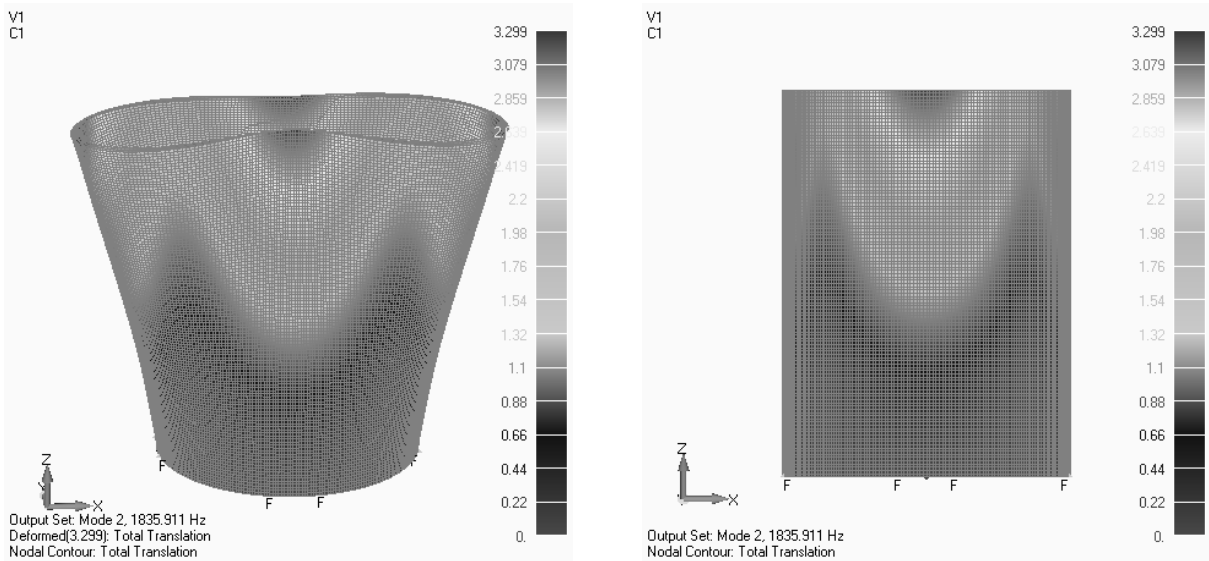 V1
C1
3.299
3.079
2.859
2.639
2.419
2.2
1.98
1.76
1.54
1.32
1.1
0.88
0.66
0.44
0.22
0.
Z
Y
X
F
F
F
F
Output Set: Mode 2, 1835.911 Hz
Deformed(3.299): Total Translation
Nodal Contour: Total Translation
V1
C1
3.299
3.079
2.859
2.639
2.419
2.2
1.98
1.76
1.54
1.32
1.1
0.88
0.66
0.44
0.22
0.
Z
X
F
F
F
F
Output Set: Mode 2, 1835.911 Hz
Nodal Contour: Total Translation